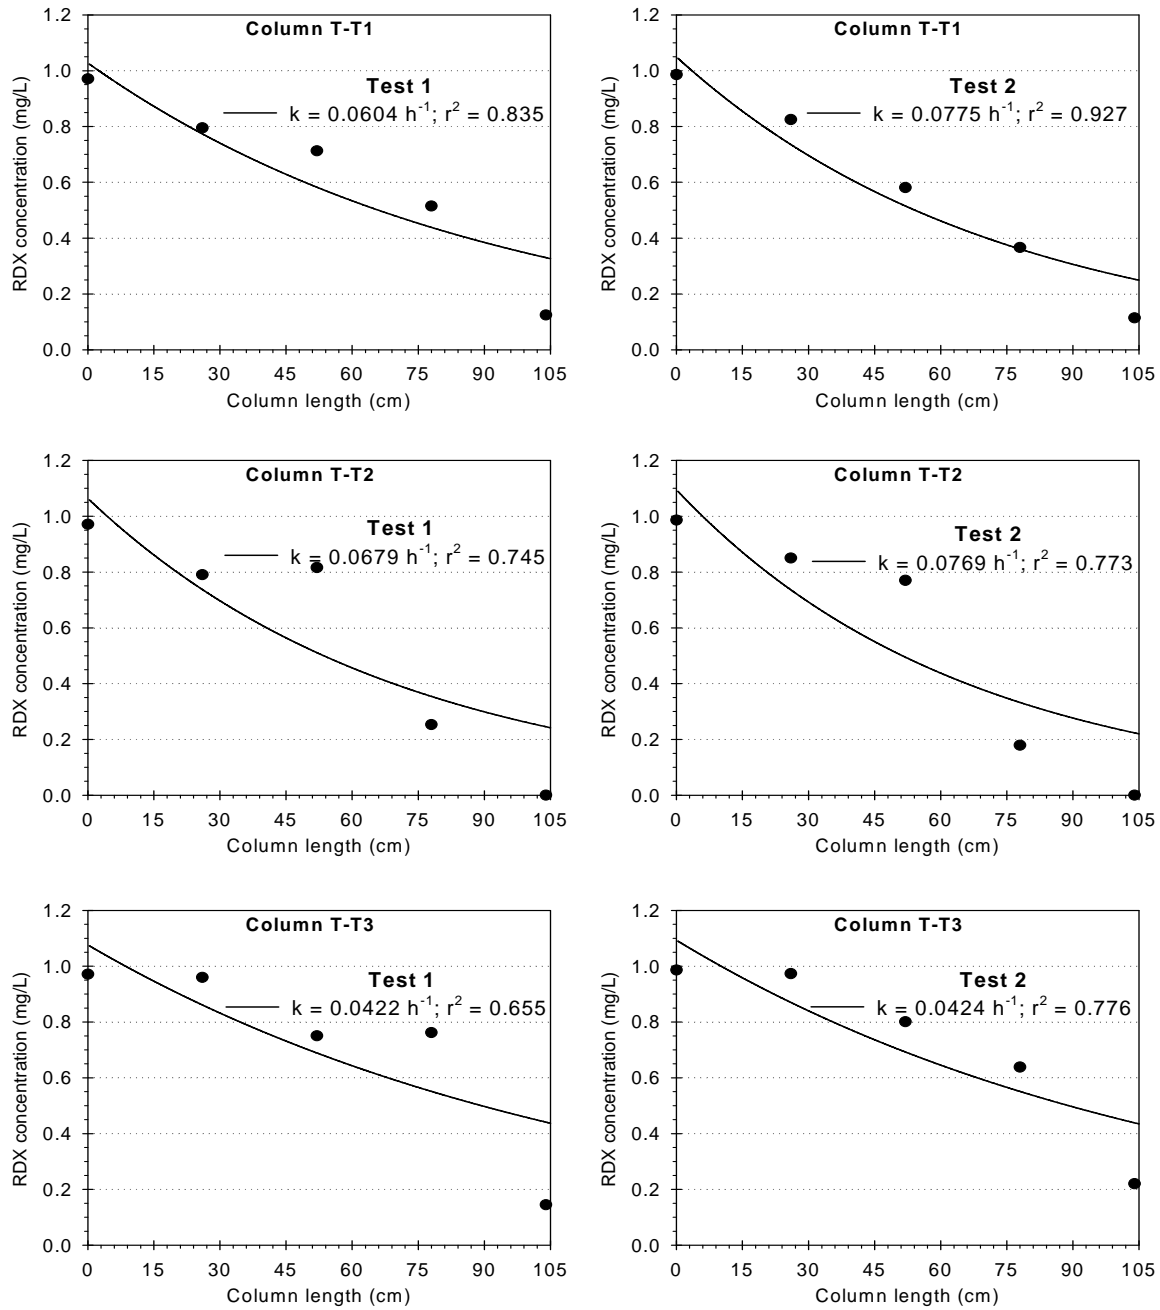 Column T-T1
Test 1
k = 0.0604 h⁻¹; r² = 0.835
RDX concentration (mg/L)
1.2
1.0
0.8
0.6
0.4
0.2
0.0
0 15 30 45 60 75 90 105
Column length (cm)
Column T-T1
Test 2
k = 0.0775 h⁻¹; r² = 0.927
RDX concentration (mg/L)
1.2
1.0
0.8
0.6
0.4
0.2
0.0
0 15 30 45 60 75 90 105
Column length (cm)
Column T-T2
Test 1
k = 0.0679 h⁻¹; r² = 0.745
RDX concentration (mg/L)
1.2
1.0
0.8
0.6
0.4
0.2
0.0
0 15 30 45 60 75 90 105
Column length (cm)
Column T-T2
Test 2
k = 0.0769 h⁻¹; r² = 0.773
RDX concentration (mg/L)
1.2
1.0
0.8
0.6
0.4
0.2
0.0
0 15 30 45 60 75 90 105
Column length (cm)
Column T-T3
Test 1
k = 0.0422 h⁻¹; r² = 0.655
RDX concentration (mg/L)
1.2
1.0
0.8
0.6
0.4
0.2
0.0
0 15 30 45 60 75 90 105
Column length (cm)
Column T-T3
Test 2
k = 0.0424 h⁻¹; r² = 0.776
RDX concentration (mg/L)
1.2
1.0
0.8
0.6
0.4
0.2
0.0
0 15 30 45 60 75 90 105
Column length (cm)